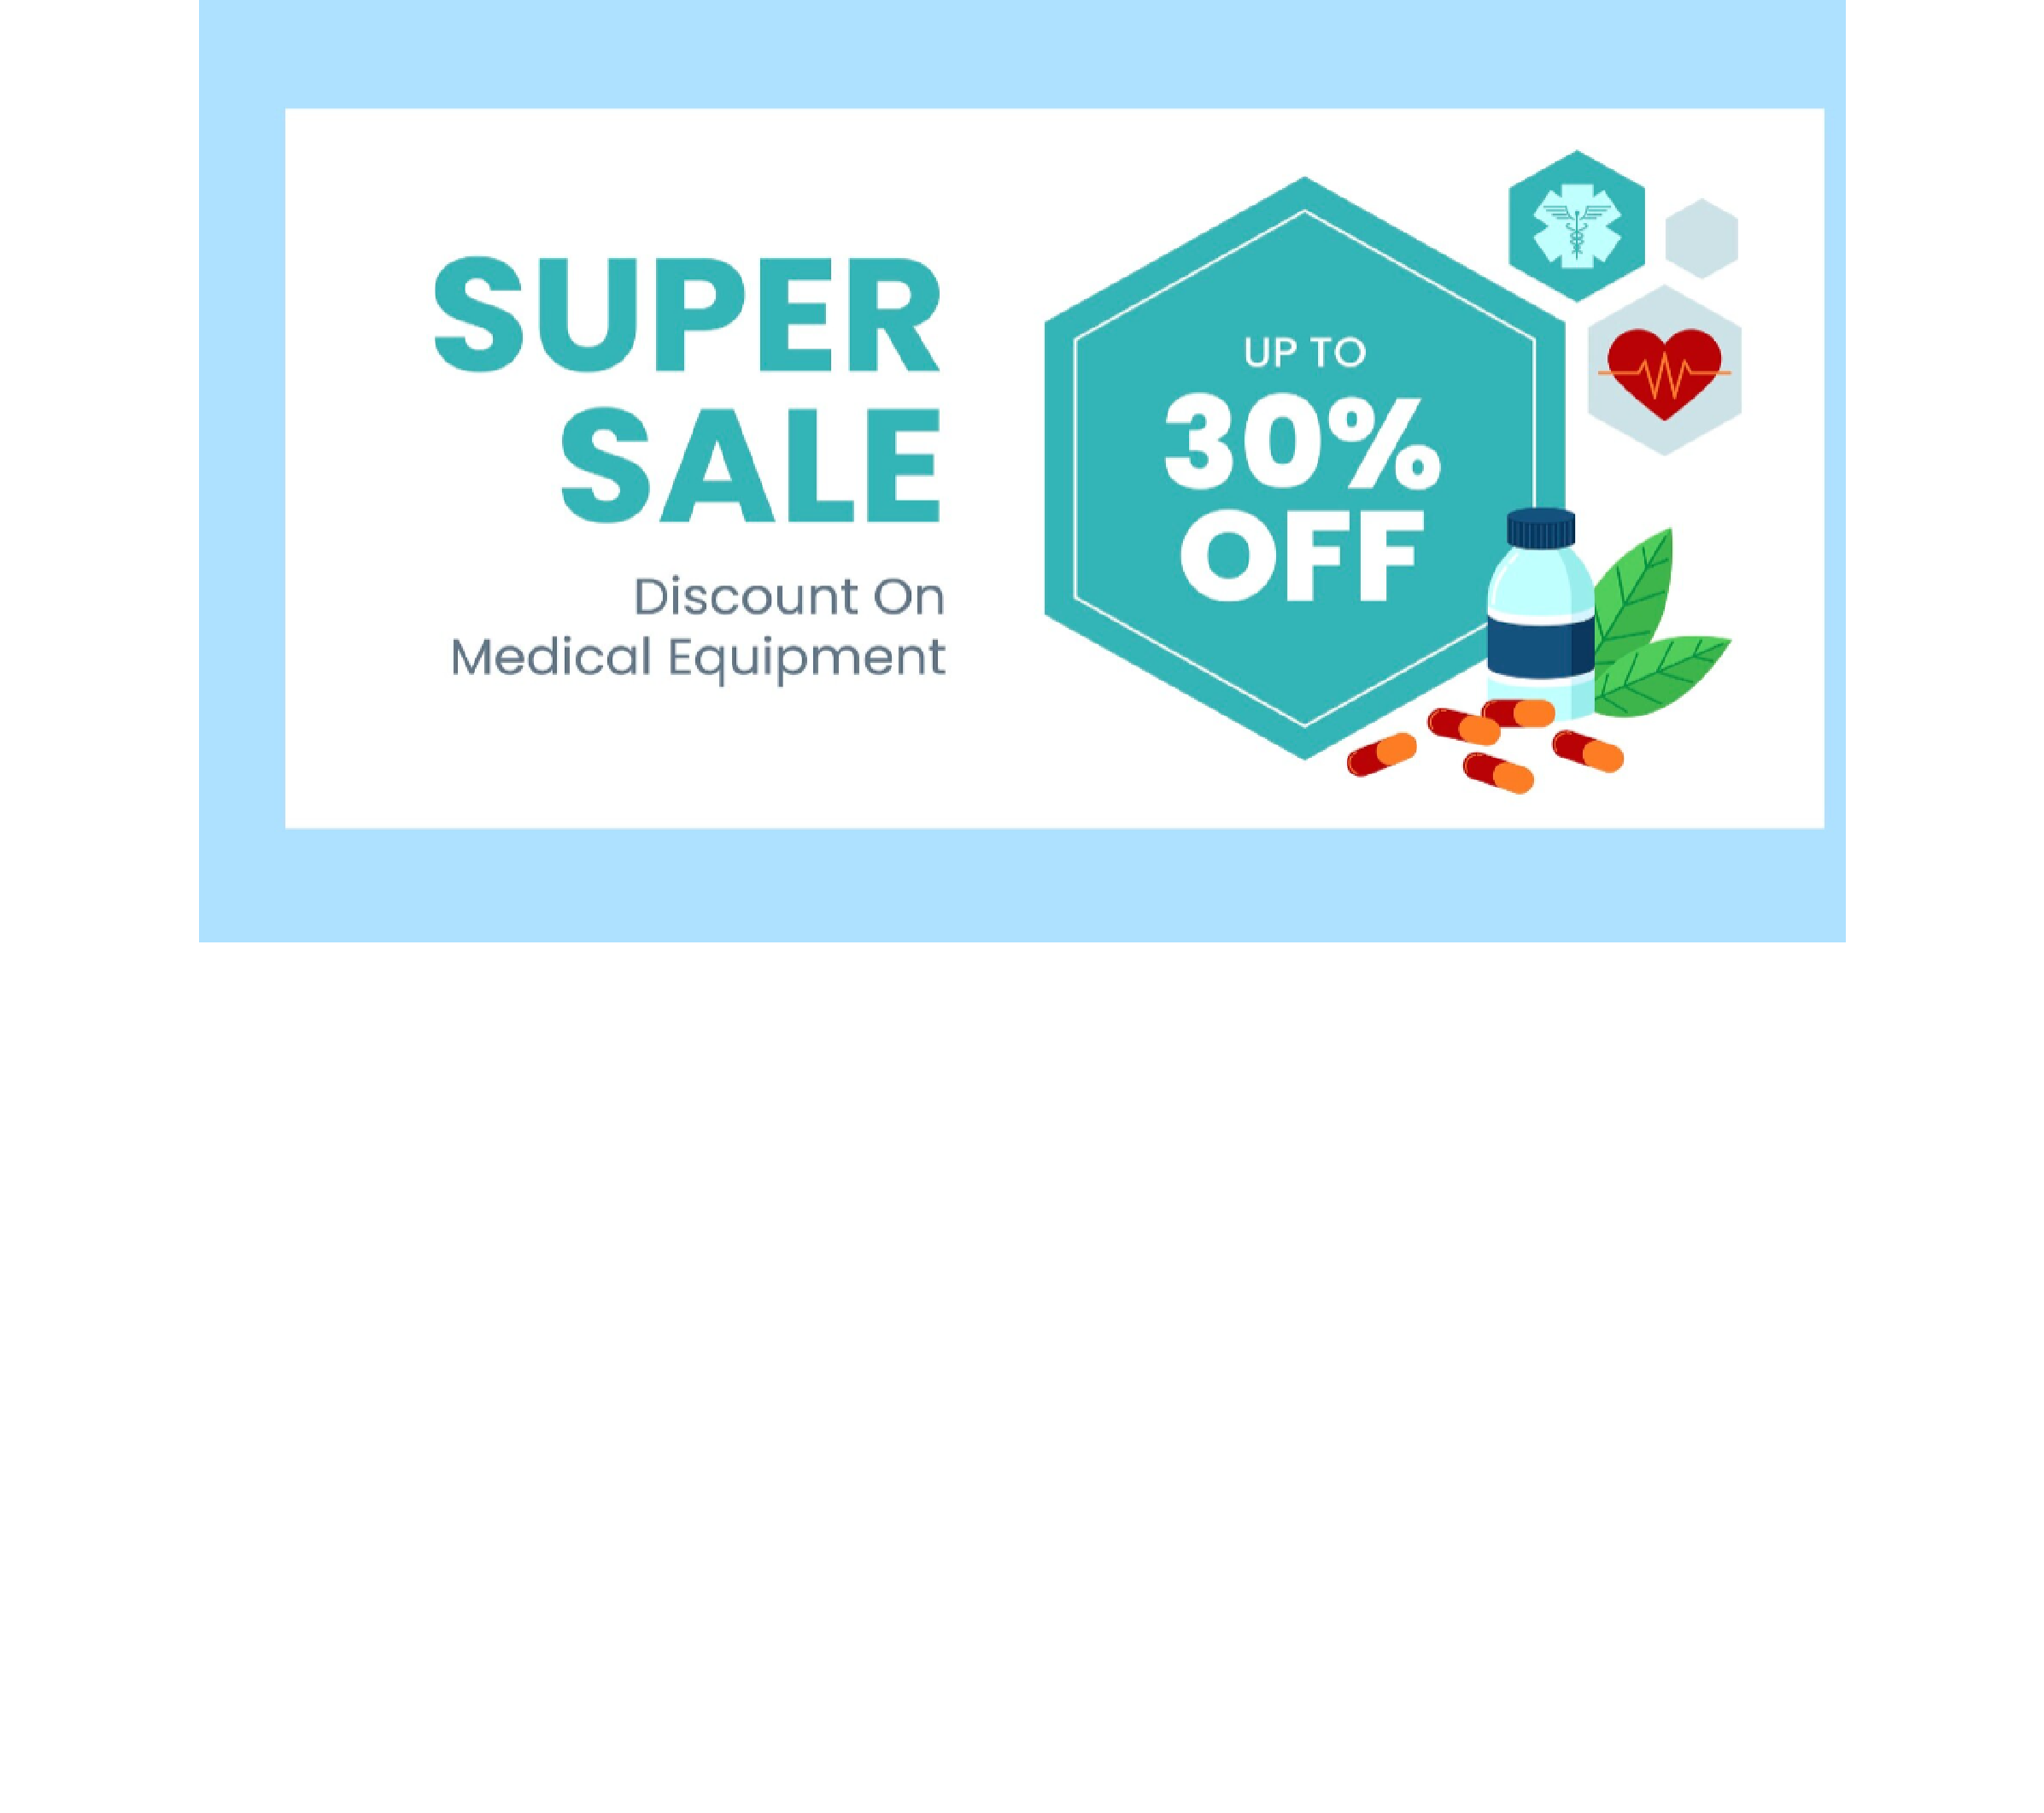 SUPER
SALE
Discount On
Medical Equipment
UP TO
30%
OFF